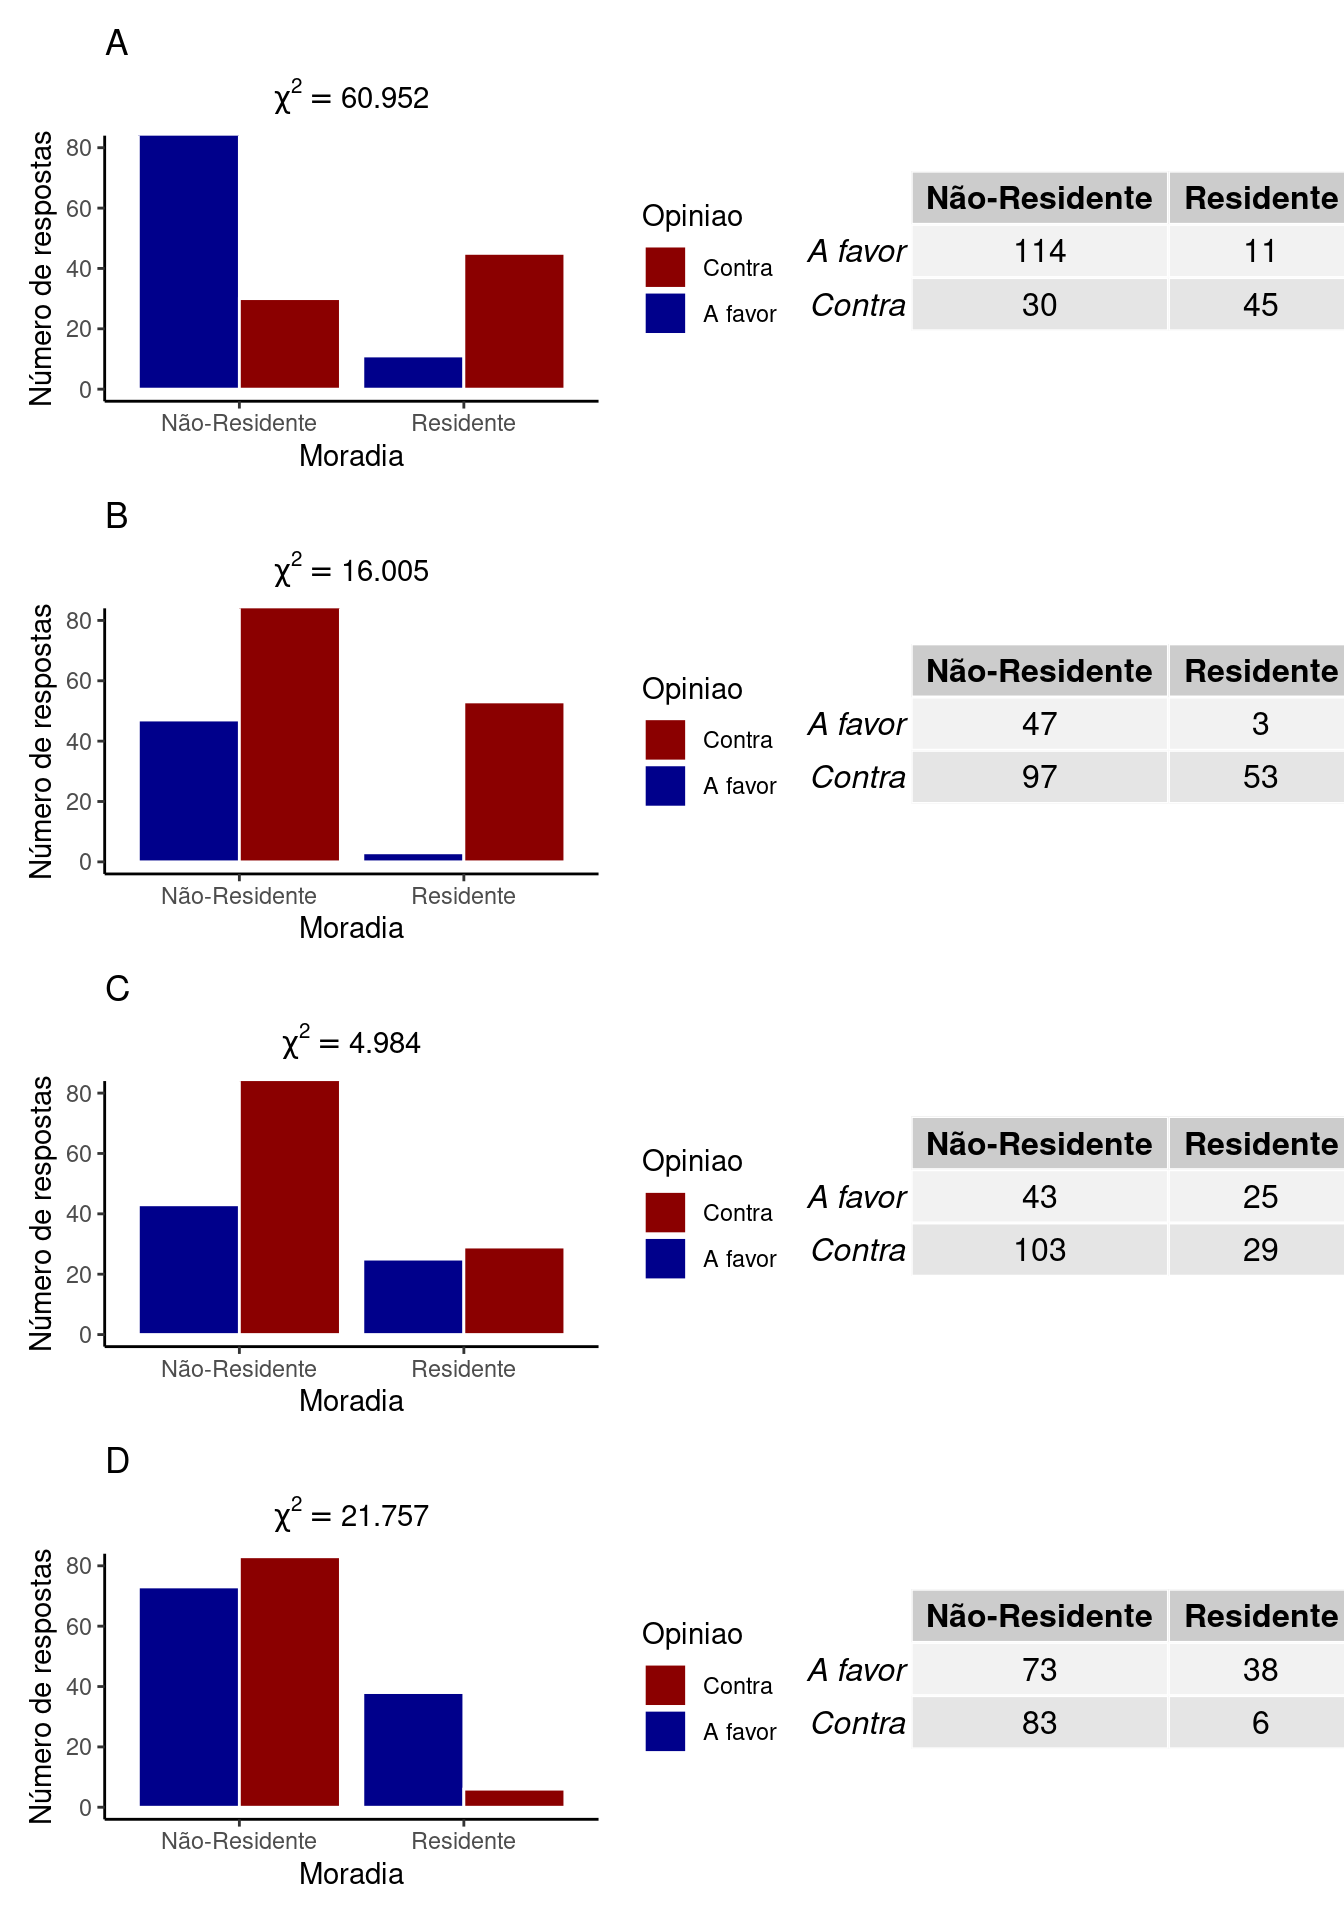 A
χ² = 60.952
Número de respostas
80
60
40
20
0
Não-Residente Residente
Moradia
Opiniao
Contra
A favor
Não-Residente Residente
A favor 114 11
Contra 30 45
B
χ² = 16.005
Número de respostas
80
60
40
20
0
Não-Residente Residente
Moradia
Opiniao
Contra
A favor
Não-Residente Residente
A favor 47 3
Contra 97 53
C
χ² = 4.984
Número de respostas
80
60
40
20
0
Não-Residente Residente
Moradia
Opiniao
Contra
A favor
Não-Residente Residente
A favor 43 25
Contra 103 29
D
χ² = 21.757
Número de respostas
80
60
40
20
0
Não-Residente Residente
Moradia
Opiniao
Contra
A favor
Não-Residente Residente
A favor 73 38
Contra 83 6